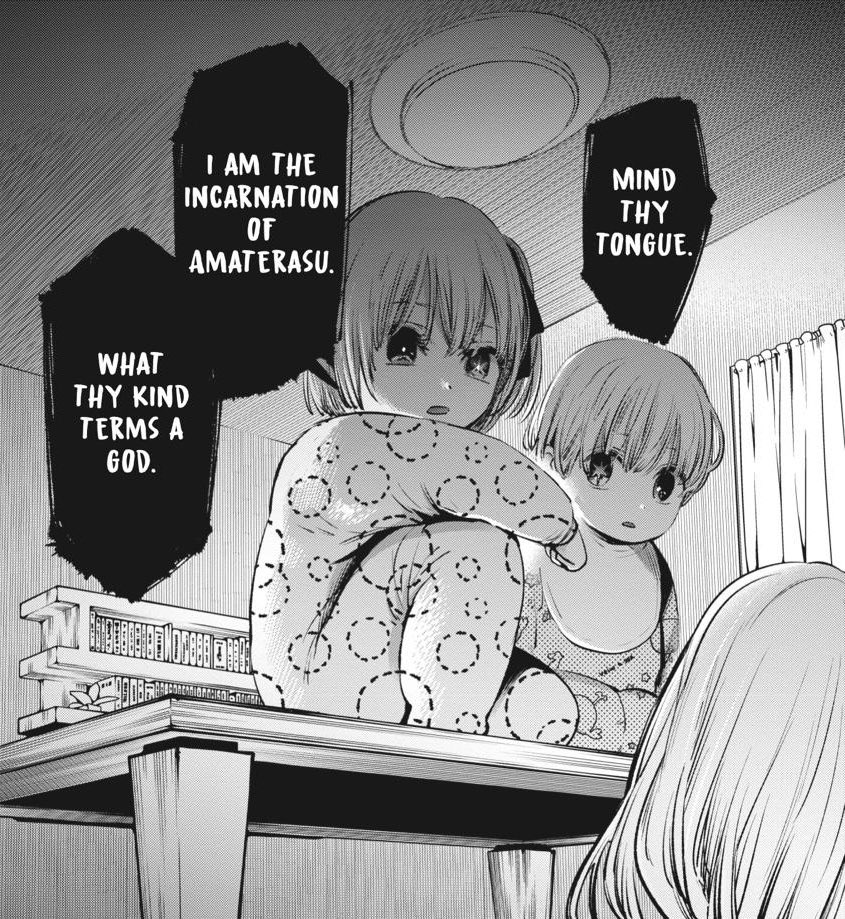 MIND
THY
TONGUE.
I AM THE
INCARNATION
OF
AMATERASU.
WHAT
THY KIND
TERMS A
GOD.